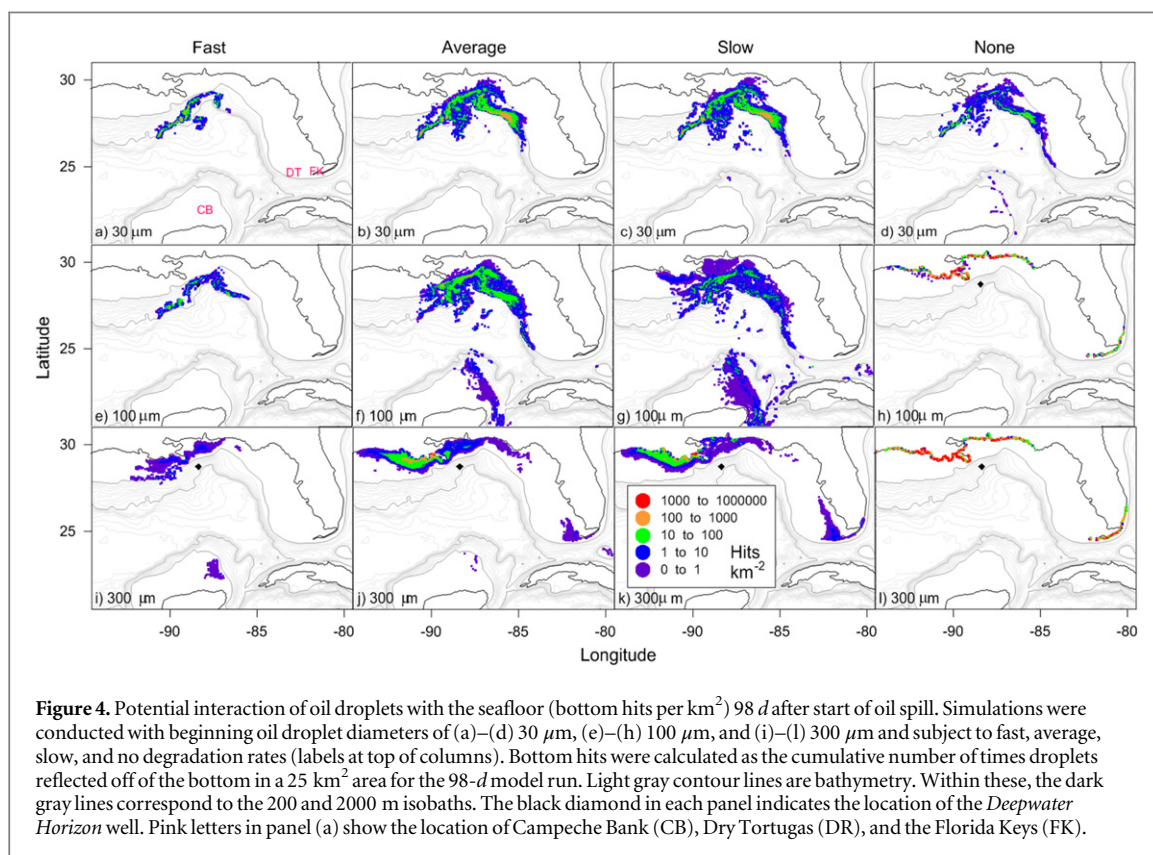 Fast Average Slow None
30
25
DT FK
CB
a) 30 µm b) 30 µm c) 30 µm d) 30 µm
Latitude
30
25
e) 100 µm f) 100 µm g) 100µ m h) 100µ m
30
25
1000 to 1000000
100 to 1000
10 to 100
1 to 10 Hits
0 to 1 km-2
i) 300 µm j) 300 µm k) 300µ m l) 300 µm
-90 -85 -80 -90 -85 -80 -90 -85 -80 -90 -85 -80
Longitude
Figure 4. Potential interaction of oil droplets with the seafloor (bottom hits per km²) 98 d after start of oil spill. Simulations were
conducted with beginning oil droplet diameters of (a)–(d) 30 µm, (e)–(h) 100 µm, and (i)–(l) 300 µm and subject to fast, average,
slow, and no degradation rates (labels at top of columns). Bottom hits were calculated as the cumulative number of times droplets
reflected off of the bottom in a 25 km² area for the 98-d model run. Light gray contour lines are bathymetry. Within these, the dark
gray lines correspond to the 200 and 2000 m isobaths. The black diamond in each panel indicates the location of the Deepwater
Horizon well. Pink letters in panel (a) show the location of Campeche Bank (CB), Dry Tortugas (DR), and the Florida Keys (FK).